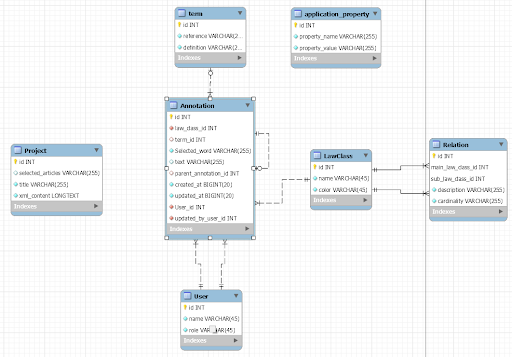 term
id INT
reference VARCHAR(2...
definition VARCHAR(2...
Indexes
application_property
id INT
property_name VARCHAR(255)
property_value VARCHAR(255)
Indexes
Annotation
id INT
law_class_id INT
term_id INT
Selected_word VARCHAR(255)
text VARCHAR(255)
parent_annotation_id INT
created_at BIGINT(20)
updated_at BIGINT(20)
User_id INT
updated_by_user_id INT
Project
id INT
selected_articles VARCHAR(255)
title VARCHAR(255)
xml_content LONGTEXT
Indexes
LawClass
id INT
name VARCHAR(45)
color VARCHAR(45)
Indexes
Relation
id INT
main_law_class_id INT
sub_law_class_id INT
description VARCHAR(255)
cardinality VARCHAR(255)
Indexes
Indexes
User
id INT
name VARCHAR(45)
role VARCHAR(45)
Indexes